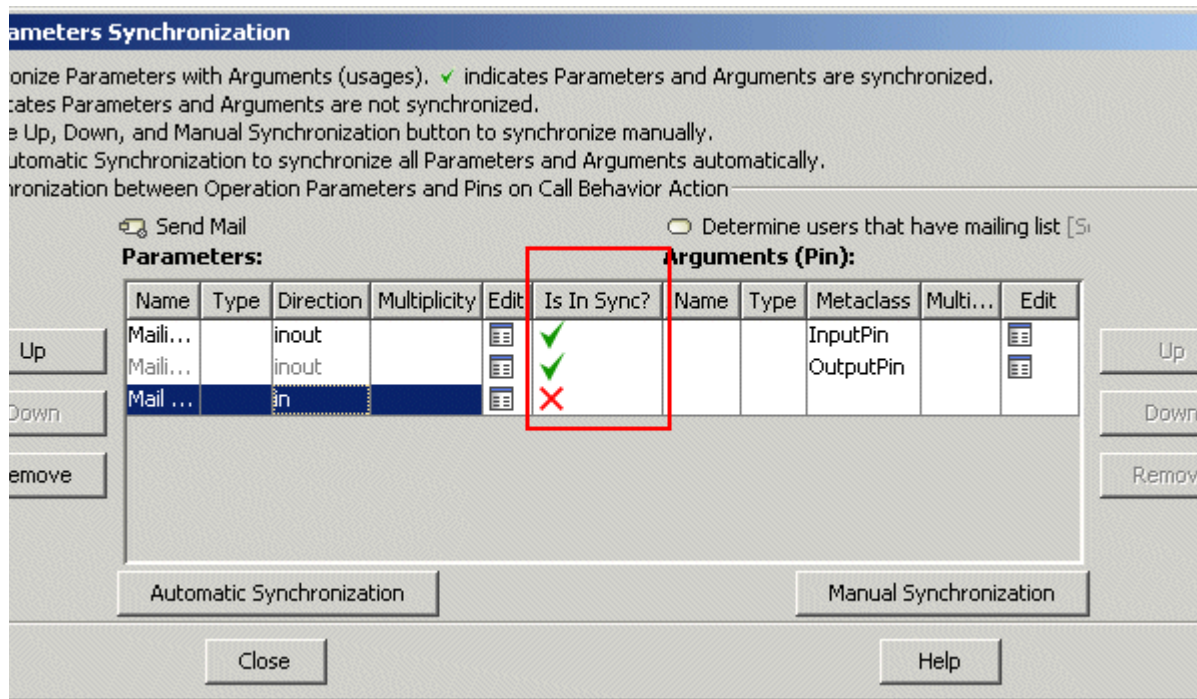 ameters Synchronization
onize Parameters with Arguments (usages). ✓ indicates Parameters and Arguments are synchronized.
cates Parameters and Arguments are not synchronized.
e Up, Down, and Manual Synchronization button to synchronize manually.
utomatic Synchronization to synchronize all Parameters and Arguments automatically.
hronization between Operation Parameters and Pins on Call Behavior Action
Send Mail Determine users that have mailing list [S
Parameters: Arguments (Pin):
Name Type Direction Multiplicity Edit Is In Sync? Name Type Metaclass Multi... Edit
Maili... inout InputPin
Up Up
Maili... inout OutputPin
Mail ... in
Down Down
emove Remov
Automatic Synchronization Manual Synchronization
Close Help